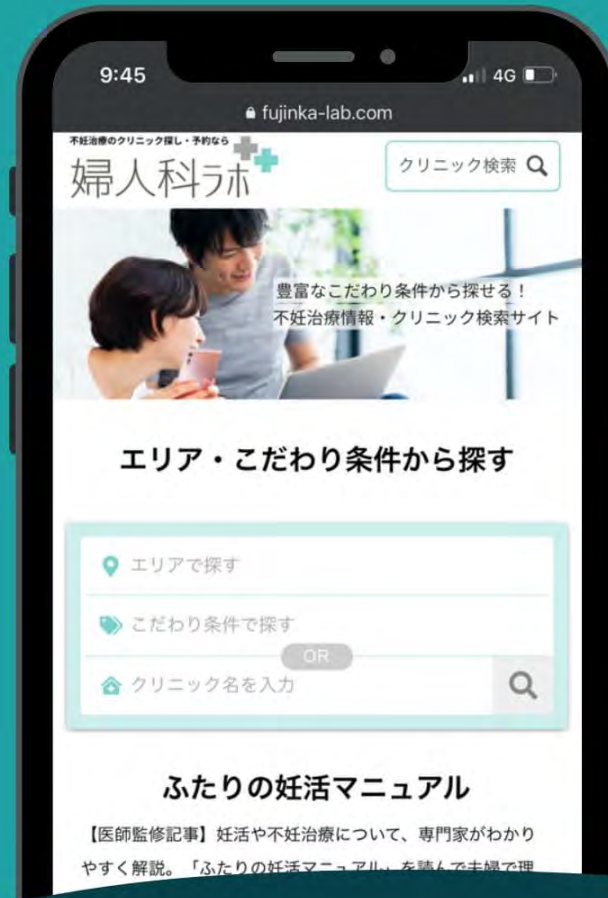 9:45
4G
fujinka-lab.com
不妊治療のクリニック探し・予約なら
婦人科ラボ
クリニック検索
豊富なこだわり条件から探せる！
不妊治療情報・クリニック検索サイト
エリア・こだわり条件から探す
エリアで探す
こだわり条件で探す
OR
クリニック名を入力
ふたりの妊活マニュアル
【医師監修記事】妊活や不妊治療について、専門家がわかり
やすく解説。「ふたりの妊活マニュアル」を読んで夫婦で理